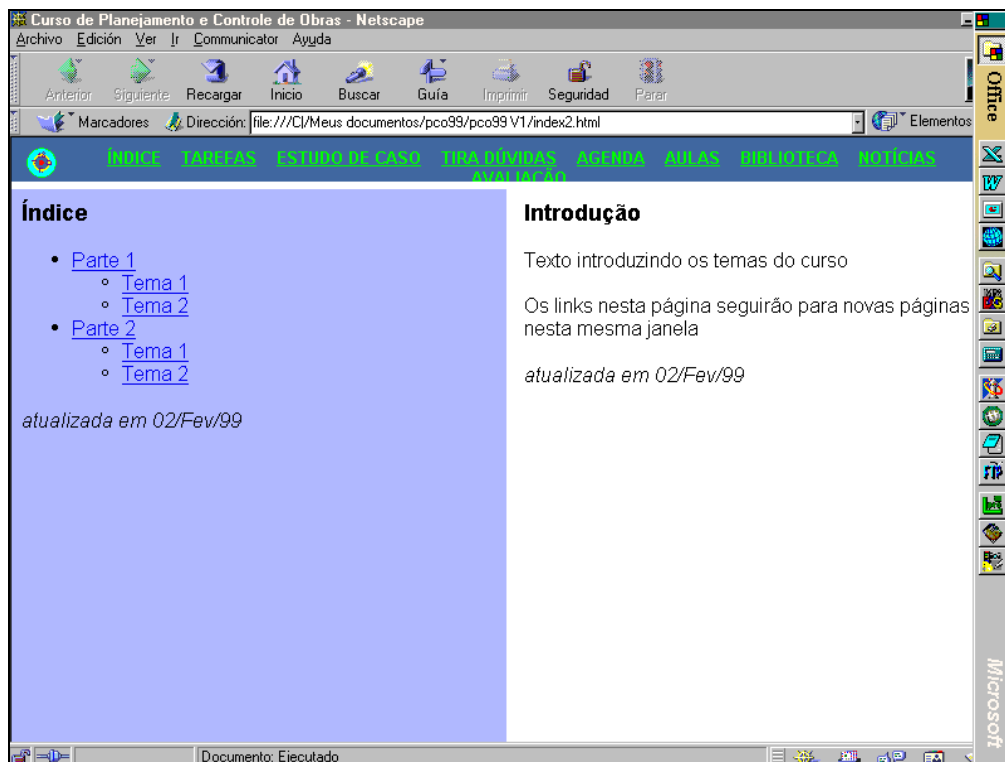 Curso de Planejamento e Controle de Obras - Netscape
Archivo Edición Ver Ir Communicator Ayuda
Anterior Siguiente Recargar Inicio Buscar Guía Imprimir Seguridad Parar
Marcadores Dirección: file:///C|/Meus documentos/pco99/pco99 V1/index2.html Elementos
ÍNDICE TAREFAS ESTUDO DE CASO TIRA DÚVIDAS AGENDA AULAS BIBLIOTECA NOTÍCIAS
AVALIAÇÃO
Índice
Parte 1
Tema 1
Tema 2
Parte 2
Tema 1
Tema 2
atualizada em 02/Fev/99
Introdução
Texto introduzindo os temas do curso
Os links nesta página seguirão para novas páginas
nesta mesma janela
atualizada em 02/Fev/99
Documento: Ejecutado
Office
Microsoft